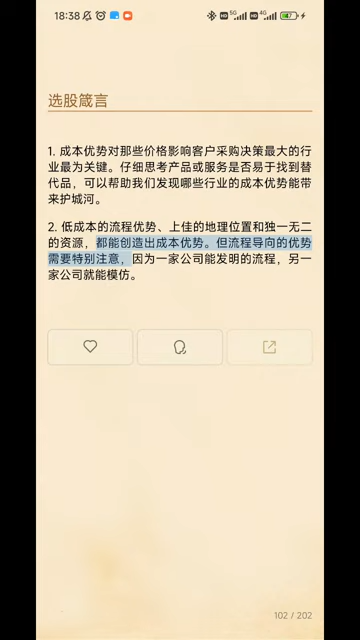 18:38
5G
4G
47
选股箴言
1. 成本优势对那些价格影响客户采购决策最大的行
业最为关键。仔细思考产品或服务是否易于找到替
代品，可以帮助我们发现哪些行业的成本优势能带
来护城河。
2. 低成本的流程优势、上佳的地理位置和独一无二
的资源，都能创造出成本优势。但流程导向的优势
需要特别注意，因为一家公司能发明的流程，另一
家公司就能模仿。
102 / 202